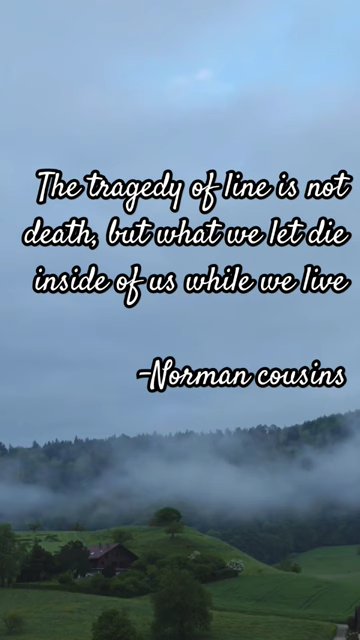 The tragedy of line is not
death, but what we let die
inside of us while we live
-Norman cousins